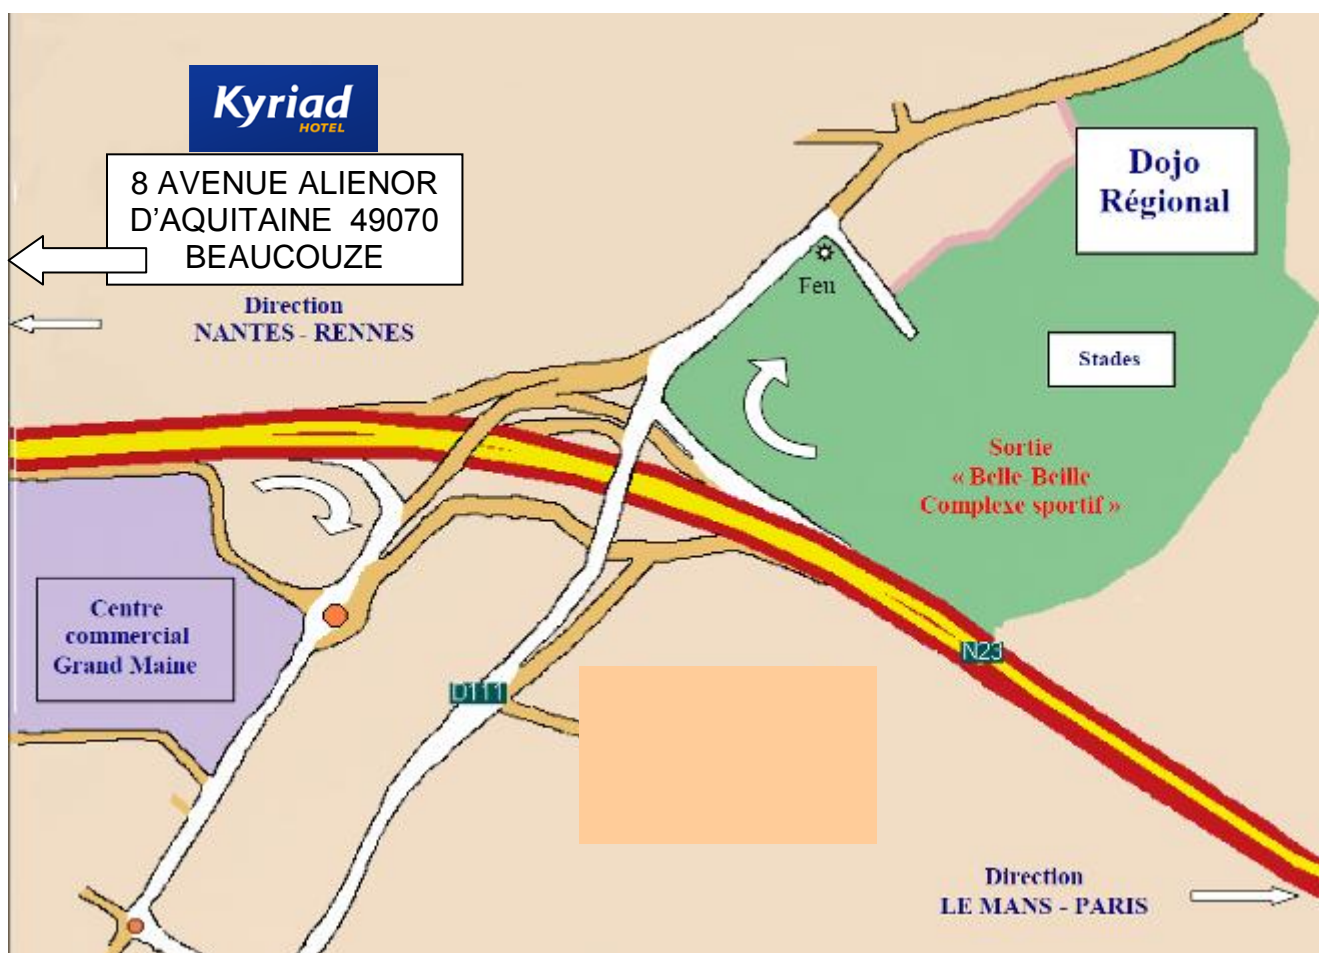 Kyriad
HOTEL
8 AVENUE ALIENOR
D'AQUITAINE 49070
BEAUCOUZE
Direction
NANTES - RENNES
Dojo
Régional
Feu
Stades
Sortie
« Belle Beille
Complexe sportif »
Centre
commercial
Grand Maine
D111
N23
Direction
LE MANS - PARIS